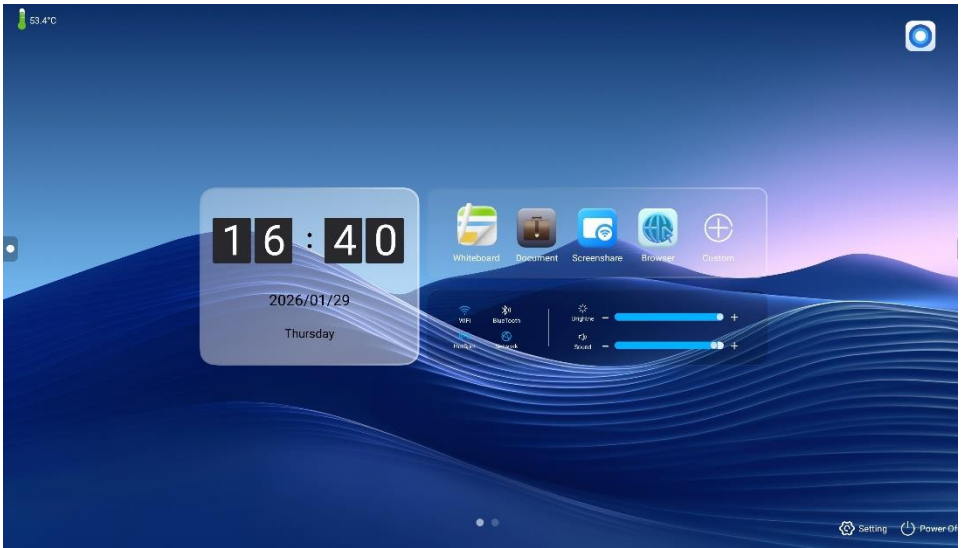 53.4°C
16:40
2026/01/29
Thursday
Whiteboard Document Screenshare Browser Custom
WiFi BlueTooth
Network
Sound
Setting Power Of